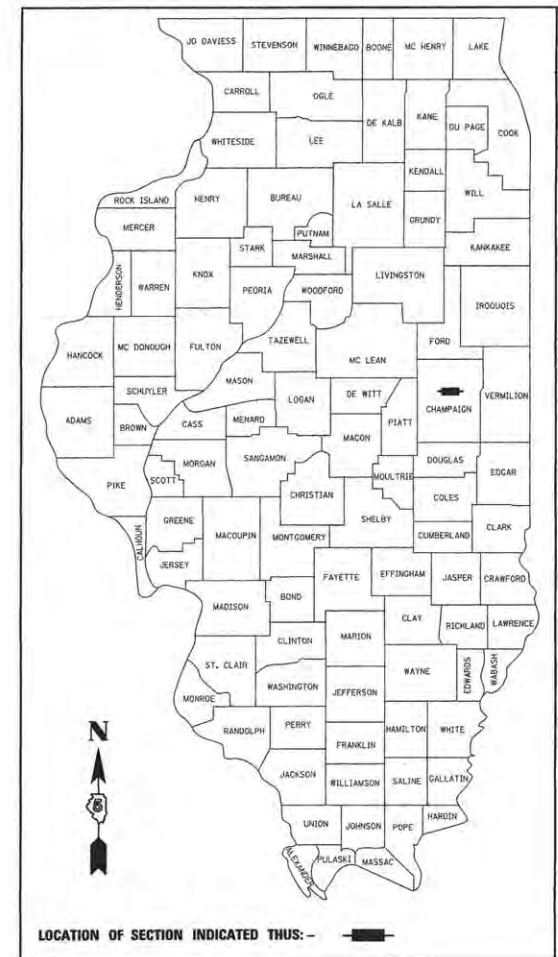 JO DAVIESS
STEVENSON
WINNEBAGO
BOONE
MC HENRY
LAKE
CARROLL
OGLE
DE KALB
KANE
DU PAGE
COOK
WHITESIDE
LEE
KENDALL
WILL
ROCK ISLAND
HENRY
BUREAU
LA SALLE
GRUNDY
MERCER
PUTNAM
KANKAKEE
STARK
MARSHALL
HENDERSON
WARREN
KNOX
PEORIA
WOODFORD
LIVINGSTON
IROQUOIS
HANCOCK
MC DONOUGH
FULTON
TAZEWELL
MC LEAN
FORD
MASON
SCHUYLER
LOGAN
DE WITT
CHAMPAIGN
VERMILION
ADAMS
BROWN
CASS
MENARD
PIATT
MACON
PIKE
MORGAN
SANGAMON
DOUGLAS
EDGAR
SCOTT
CHRISTIAN
MOULTRIE
COLES
CALHOUN
GREENE
MACOUPIN
MONTGOMERY
SHELBY
CUMBERLAND
CLARK
JERSEY
FAYETTE
EFFINGHAM
JASPER
CRAWFORD
MADISON
BOND
CLAY
RICHLAND
LAWRENCE
CLINTON
MARION
ST. CLAIR
WAYNE
EDWARDS
WABASH
WASHINGTON
JEFFERSON
MONROE
RANDOLPH
PERRY
HAMILTON
WHITE
FRANKLIN
N
5
JACKSON
WILLIAMSON
SALINE
GALLATIN
UNION
JOHNSON
POPE
HARDIN
ALEXANDER
PULASKI
MASSAC
LOCATION OF SECTION INDICATED THUS: -